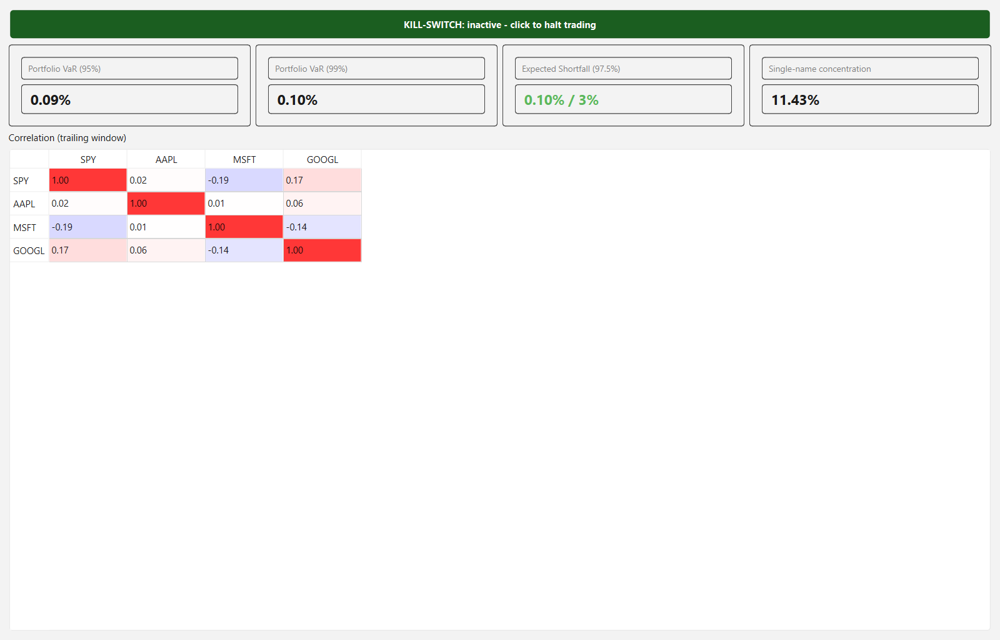 KILL-SWITCH: inactive - click to halt trading
Portfolio VaR (95%) Portfolio VaR (99%) Expected Shortfall (97.5%) Single-name concentration
0.09% 0.10% 0.10% / 3% 11.43%
Correlation (trailing window)
SPY AAPL MSFT GOOGL
SPY 1.00 0.02 -0.19 0.17
AAPL 0.02 1.00 0.01 0.06
MSFT -0.19 0.01 1.00 -0.14
GOOGL 0.17 0.06 -0.14 1.00